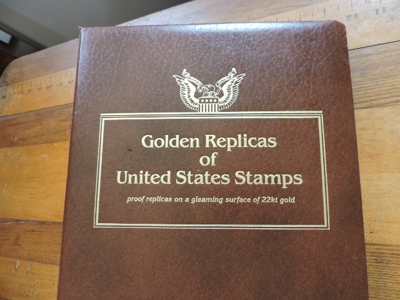 Golden Replicas
of
United States Stamps
proof replicas on a gleaming surface of 22kt gold